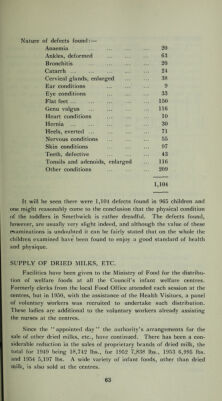 Nature of defects found:—
Anaemia ... ... ... 20
Ankles, deformed ... ... 63
Bronchitis ... ... ... 20
Catarrh ... ... ... ... 24
Cervical glands, enlarged ... 38
Ear conditions ... ... 9
Eye conditions ... ... 33
Flat feet ... ... ... ... 150
Genu valgus ... ... ... 116
Heart conditions ... ... 10
Hernia ... ... ... ... 30
Heels, everted ... ... ... 71
Nervous conditions ... ... 55
Skin conditions ... ... 97
Teeth, defective ... ... 43
Tonsils and adenoids, enlarged 116
Other conditions ... ... 209
1,104
It will be seen there were 1,104 defects found in 965 children and
one might reasonably come to the conclusion that the physical condition
of the toddlers in Smethwick is rather dreadful. The defects found,
however, are usually very slight indeed, and although the value of these
examinations is undoubted it can be fairly stated that on the whole the
children examined have been found to enjoy a good standard of health
and physique.
SUPPLY OF DRIED MILKS, ETC.
Facilities have been given to the Ministry of Food for the distribu-
tion of welfare foods at all the Council's infant welfare centres.
Formerly clerks from the local Food Office attended each session at the
centres, but in 1950, with the assistance of the Health Visitors, a panel
of voluntary workers was recruited to undertake such distribution.
These ladies are additional to the voluntary workers already assisting
the nurses at the centres.
Since the "appointed day" the authority's arrangements for the
sale of other dried milks, etc., have continued. There has been a con-
siderable reduction in the sales of proprietary brands of dried milk, the
total for 1949 being 18,742 lbs., for 1952 7,858 lbs., 1953 6,995 lbs.
and 1954 5,197 lbs. A wide variety of infant foods, other than dried
milk, is also sold at the centres.
63